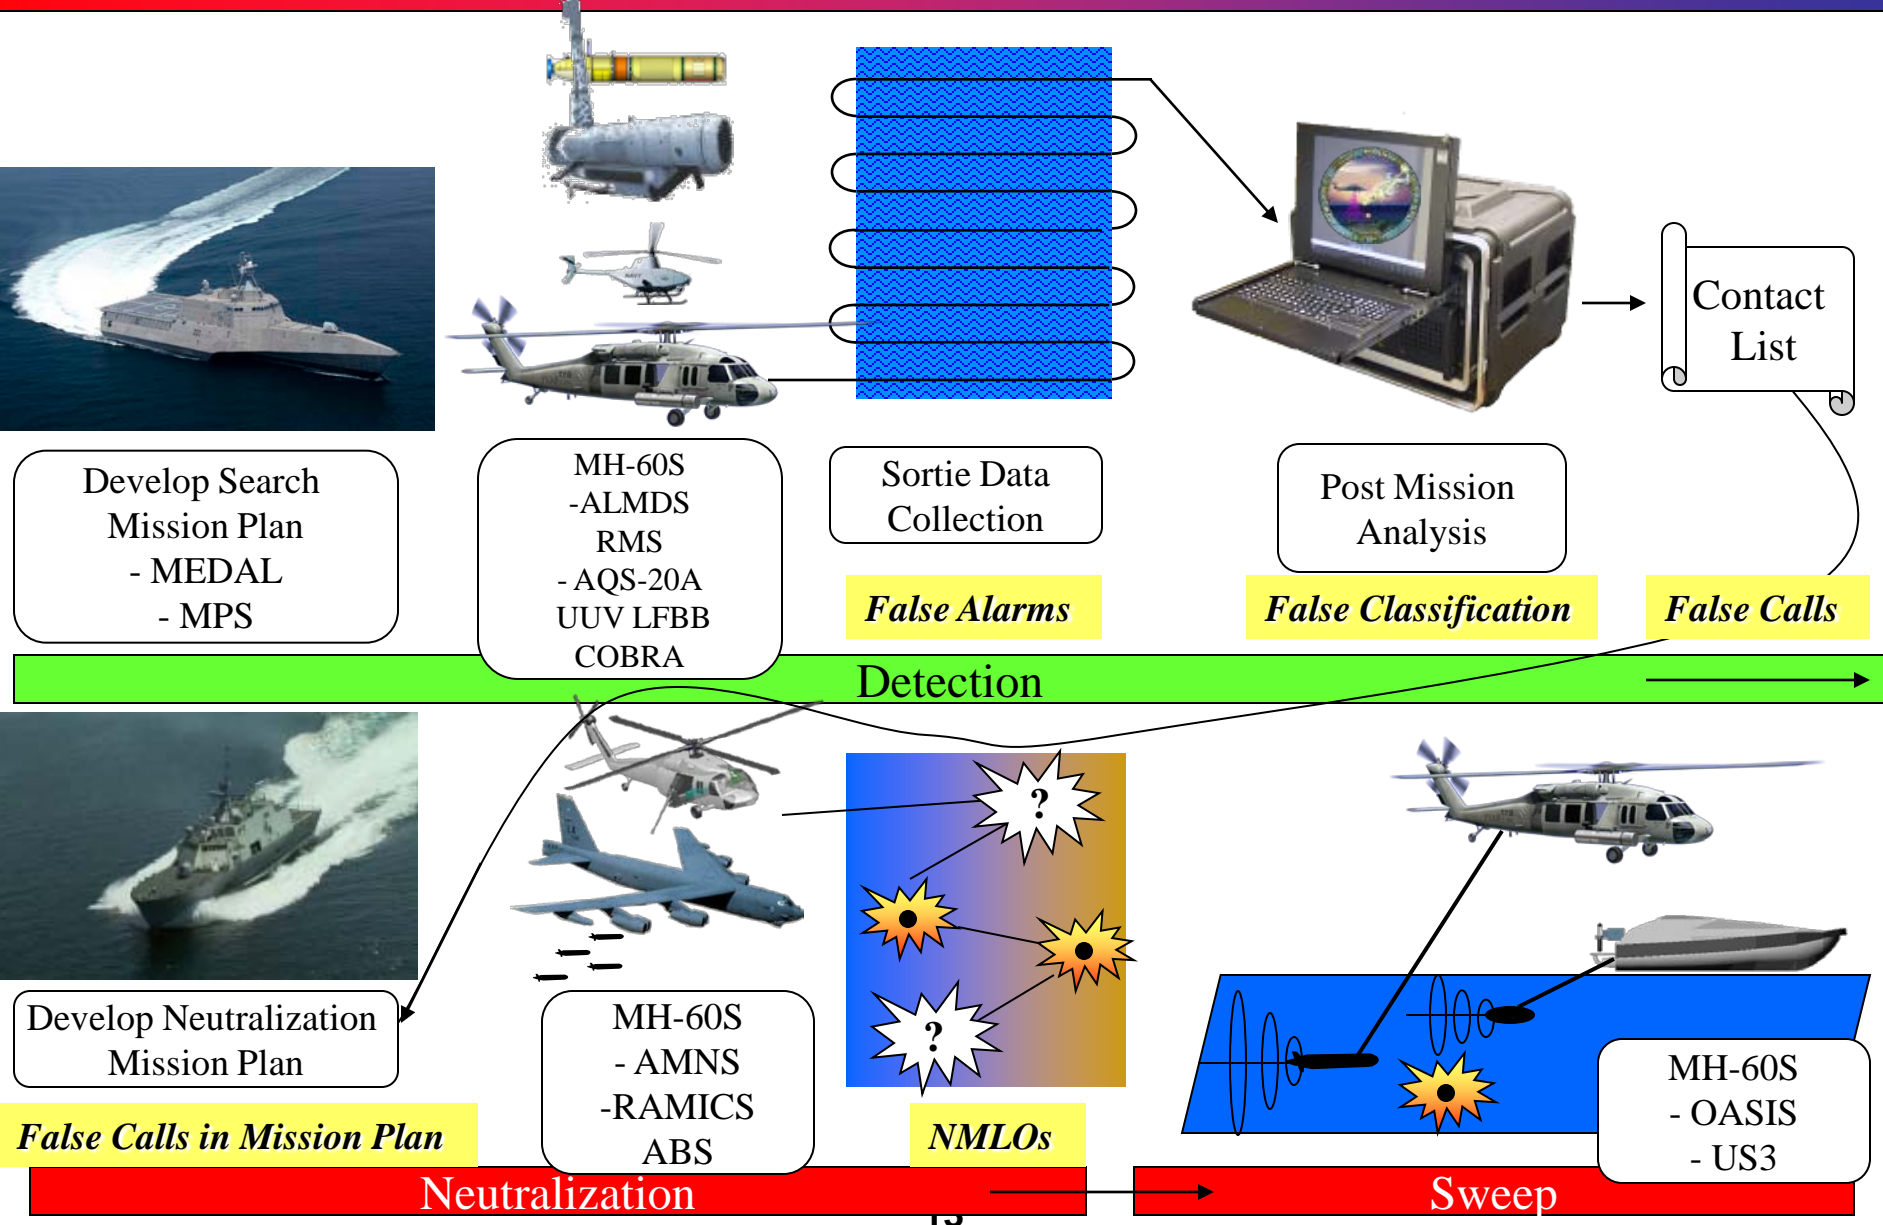 Contact
List
Develop Search
Mission Plan
- MEDAL
- MPS
MH-60S
-ALMDS
RMS
- AQS-20A
UUV LFBB
COBRA
Sortie Data
Collection
Post Mission
Analysis
False Alarms
False Classification
False Calls
Detection
?
?
Develop Neutralization
Mission Plan
MH-60S
- AMNS
-RAMICS
ABS
MH-60S
- OASIS
- US3
False Calls in Mission Plan
NMLOs
Neutralization
Sweep